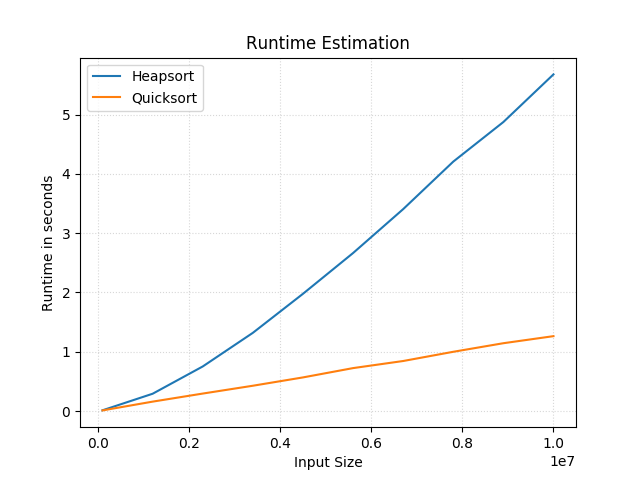 Runtime Estimation
Heapsort
Quicksort
5
4
3
2
1
0
Runtime in seconds
0.0 0.2 0.4 0.6 0.8 1.0
1e7
Input Size